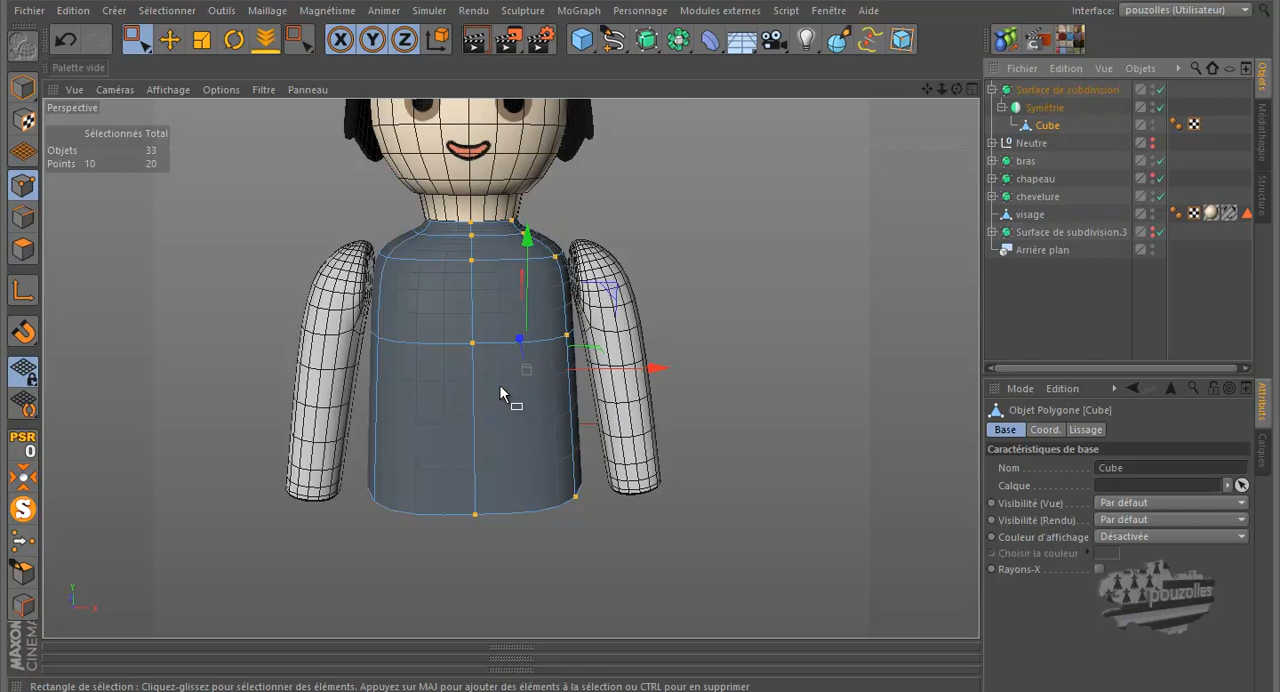 Fichier Edition Créer Sélectionner Outils Maillage Magnétisme Animer Simuler Rendu Sculpture MoGraph Personnage Modules externes Script Fenêtre Aide Interface: pouzolles (Utilisateur)
X Y Z
Palette vide
Fichier Edition Vue Objets
Vue Caméras Affichage Options Filtre Panneau
Perspective
Sélectionnés Total
Objets 33
Points 10 20
Surface de subdivision
Symétrie
Cube
Neutre
bras
chapeau
chevelure
visage
Surface de subdivision.3
Arrière plan
Objets
Médiathèque
Structure
Mode Edition
Objet Polygone [Cube]
Base Coord. Lissage
Caractéristiques de base
Nom Cube
Calque
Visibilité (Vue) Par défaut
Visibilité (Rendu) Par défaut
Couleur d'affichage Désactivée
Choisir la couleur
Rayons-X
Attributs
Calques
pouzolles
PSR
0
S
Y
X
MAXON
CINEMA
Rectangle de sélection : Cliquez-glissez pour sélectionner des éléments. Appuyez sur MAJ pour ajouter des éléments à la sélection ou CTRL pour en supprimer